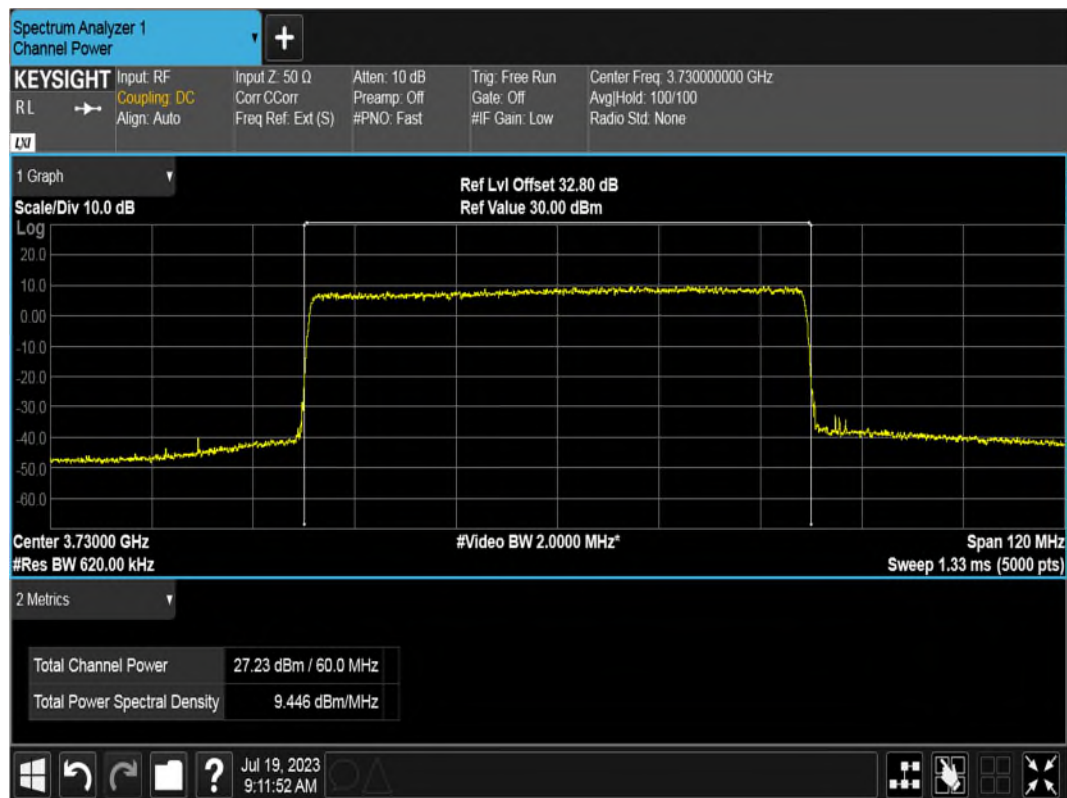 Spectrum Analyzer 1
Channel Power
KEYSIGHT
RL
LXI
Input: RF
Coupling: DC
Align: Auto
Input Z: 50 Ω
Corr CCorr
Freq Ref: Ext (S)
Atten: 10 dB
Preamp: Off
#PNO: Fast
Trig: Free Run
Gate: Off
#IF Gain: Low
Center Freq: 3.730000000 GHz
Avg|Hold: 100/100
Radio Std: None
1 Graph
Scale/Div 10.0 dB
Ref Lvl Offset 32.80 dB
Ref Value 30.00 dBm
Log
20.0
10.0
0.00
-10.0
-20.0
-30.0
-40.0
-50.0
-60.0
Center 3.73000 GHz
#Video BW 2.0000 MHz*
Span 120 MHz
#Res BW 620.00 kHz
Sweep 1.33 ms (5000 pts)
2 Metrics
Total Channel Power 27.23 dBm / 60.0 MHz
Total Power Spectral Density 9.446 dBm/MHz
?
Jul 19, 2023
9:11:52 AM